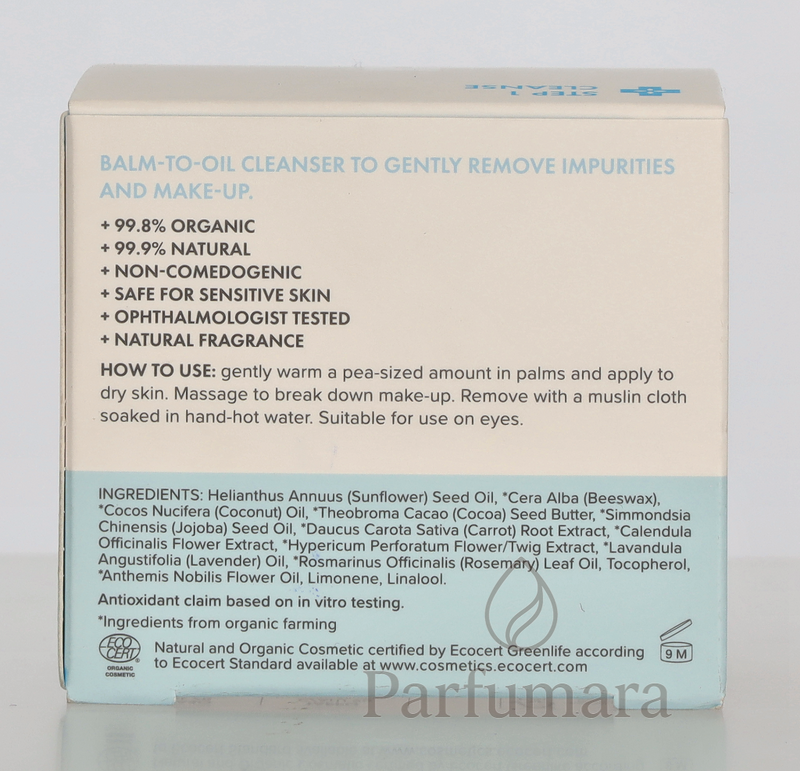 STEP 1
CLEANSE
BALM-TO-OIL CLEANSER TO GENTLY REMOVE IMPURITIES
AND MAKE-UP.
+ 99.8% ORGANIC
+ 99.9% NATURAL
+ NON-COMEDOGENIC
+ SAFE FOR SENSITIVE SKIN
+ OPHTHALMOLOGIST TESTED
+ NATURAL FRAGRANCE
HOW TO USE: gently warm a pea-sized amount in palms and apply to
dry skin. Massage to break down make-up. Remove with a muslin cloth
soaked in hand-hot water. Suitable for use on eyes.
INGREDIENTS: Helianthus Annuus (Sunflower) Seed Oil, *Cera Alba (Beeswax),
*Cocos Nucifera (Coconut) Oil, *Theobroma Cacao (Cocoa) Seed Butter, *Simmondsia
Chinensis (Jojoba) Seed Oil, *Daucus Carota Sativa (Carrot) Root Extract, *Calendula
Officinalis Flower Extract, *Hypericum Perforatum Flower/Twig Extract, *Lavandula
Angustifolia (Lavender) Oil, *Rosmarinus Officinalis (Rosemary) Leaf Oil, Tocopherol,
*Anthemis Nobilis Flower Oil, Limonene, Linalool.
Antioxidant claim based on in vitro testing.
*Ingredients from organic farming
ECO
CERT®
ORGANIC
COSMETIC
Natural and Organic Cosmetic certified by Ecocert Greenlife according
to Ecocert Standard available at www.cosmetics.ecocert.com
9 M
Parfumara